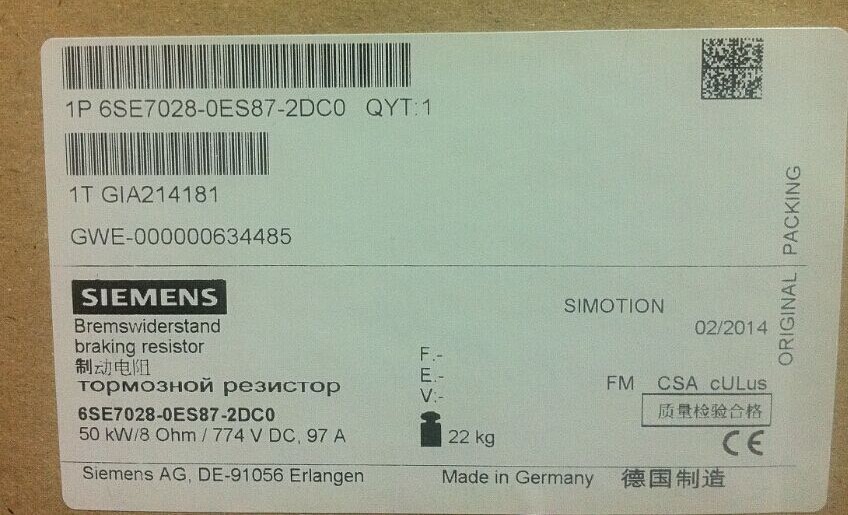 1P 6SE7028-0ES87-2DC0 QYT:1
1T GIA214181
GWE-000000634485
ORIGINAL PACKING
SIEMENS
Bremswiderstand
braking resistor
制动电阻
тормозной резистор
6SE7028-0ES87-2DC0
50 kW/8 Ohm / 774 V DC, 97 A
F:-
E:-
V:-
22 kg
SIMOTION
02/2014
FM CSA cULus
质量检验合格
CE
Siemens AG, DE-91056 Erlangen
Made in Germany 德国制造